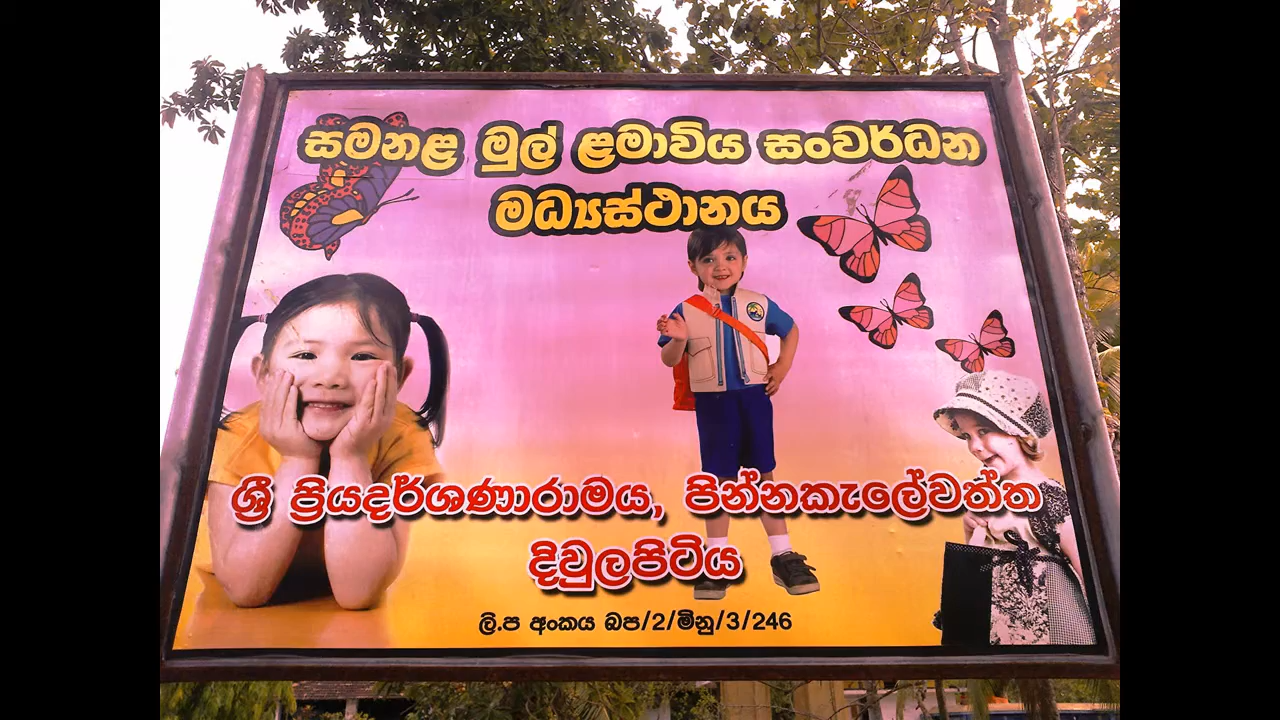 සමනළ මුල් ළමාවිය සංවර්ධන
මධ්‍යස්ථානය
ශ්‍රී ප්‍රියදර්ශණාරාමය, පින්නකැලේවත්ත
දිවුලපිටිය
ලි.ප අංකය බප/2/මිනු/3/246